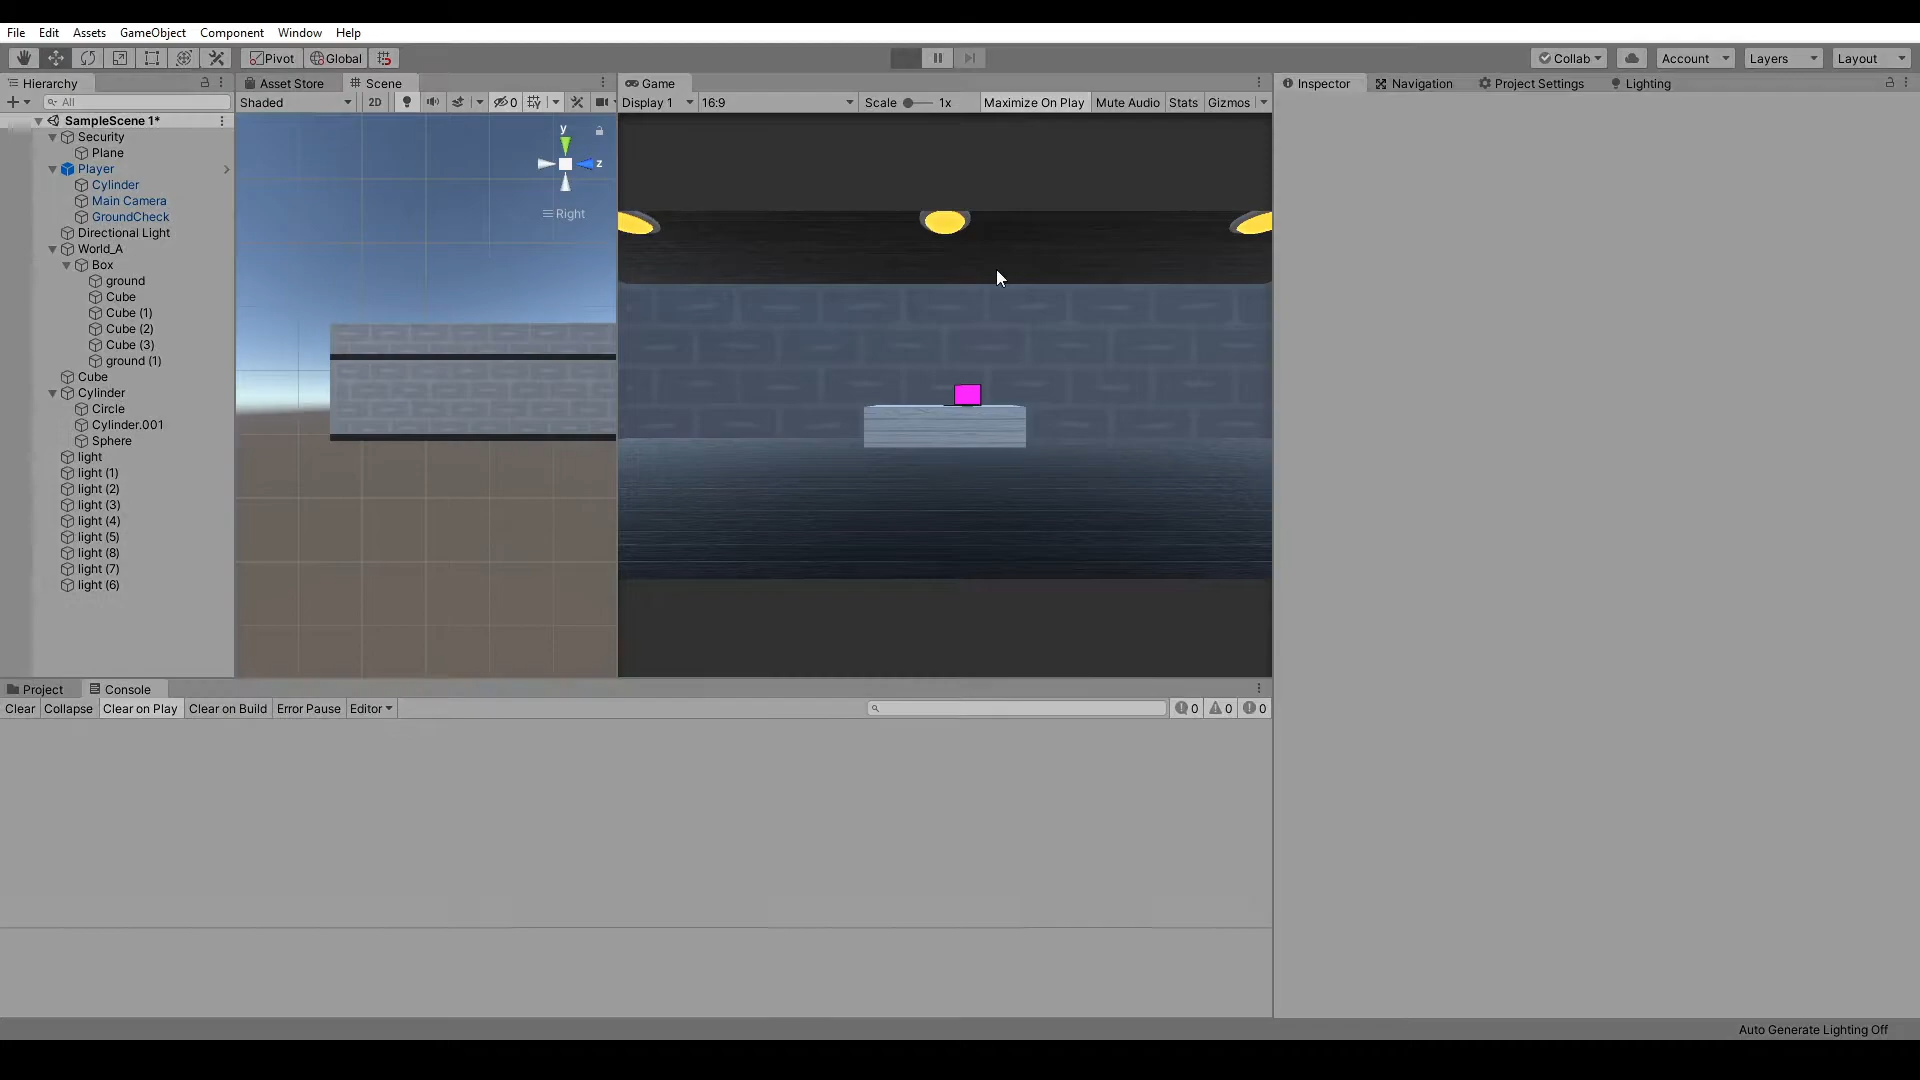 File Edit Assets GameObject Component Window Help
Pivot Global Collab Account Layers Layout
Hierarchy
All
SampleScene 1*
Security
Plane
Player
Cylinder
Main Camera
GroundCheck
Directional Light
World_A
Box
ground
Cube
Cube (1)
Cube (2)
Cube (3)
ground (1)
Cube
Cylinder
Circle
Cylinder.001
Sphere
light
light (1)
light (2)
light (3)
light (4)
light (5)
light (8)
light (7)
light (6)
Asset Store Scene
Shaded 2D 0
y
z
Right
Game
Display 1 16:9 Scale 1x Maximize On Play Mute Audio Stats Gizmos
Inspector Navigation Project Settings Lighting
Project Console
Clear Collapse Clear on Play Clear on Build Error Pause Editor 0 0 0
Auto Generate Lighting Off